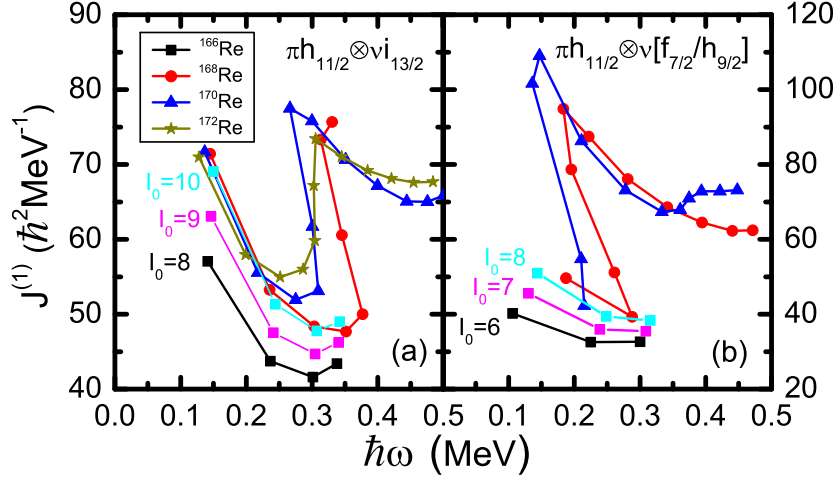 90
80
70
60
50
40
J⁽¹⁾ (ħ²MeV⁻¹)
¹⁶⁶Re
¹⁶⁸Re
¹⁷⁰Re
¹⁷²Re
πh₁₁/₂⊗νi₁₃/₂
I₀=10
I₀=9
I₀=8
(a)
0.0 0.1 0.2 0.3 0.4 0.5
πh₁₁/₂⊗ν[f₇/₂/h₉/₂]
I₀=8
I₀=7
I₀=6
(b)
0.1 0.2 0.3 0.4 0.5
120
100
80
60
40
20
ħω (MeV)